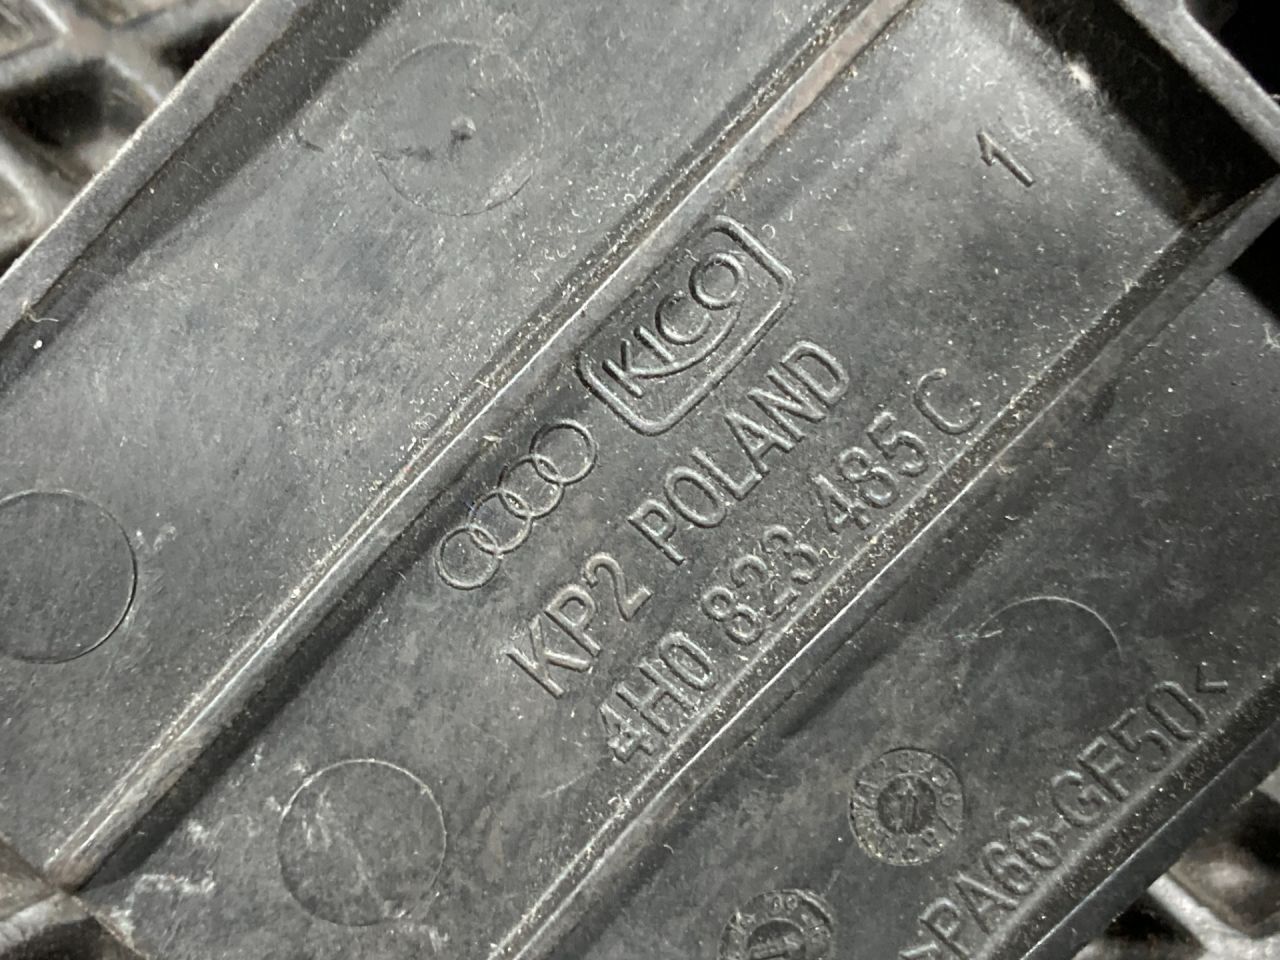 1
KICO
KP2 POLAND
4H0 823 485 C
>PA66-GF50<